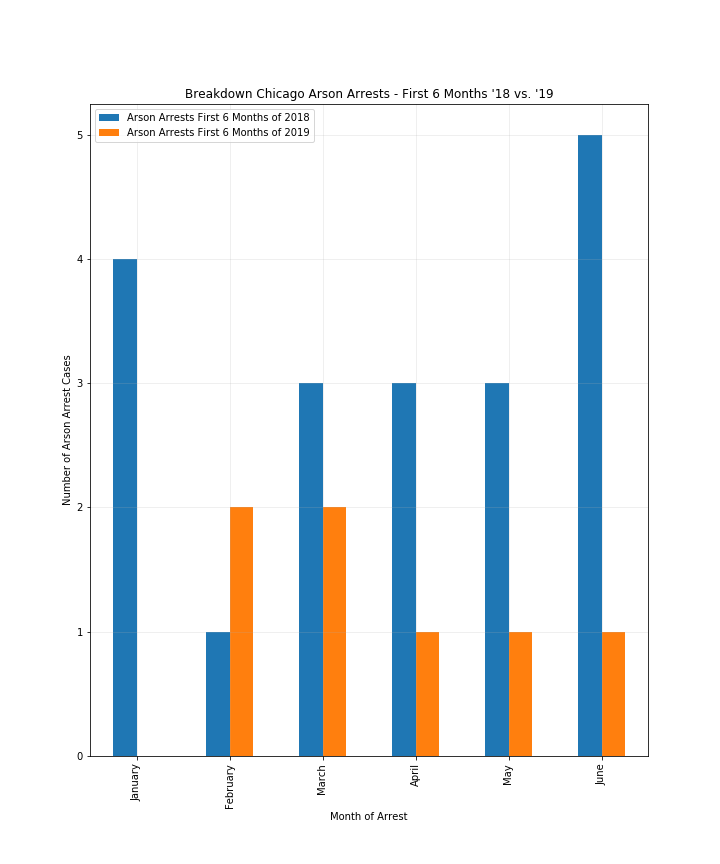 Breakdown Chicago Arson Arrests - First 6 Months '18 vs. '19
Arson Arrests First 6 Months of 2018
Arson Arrests First 6 Months of 2019
5
4
3
2
1
0
Number of Arson Arrest Cases
January
February
March
April
May
June
Month of Arrest